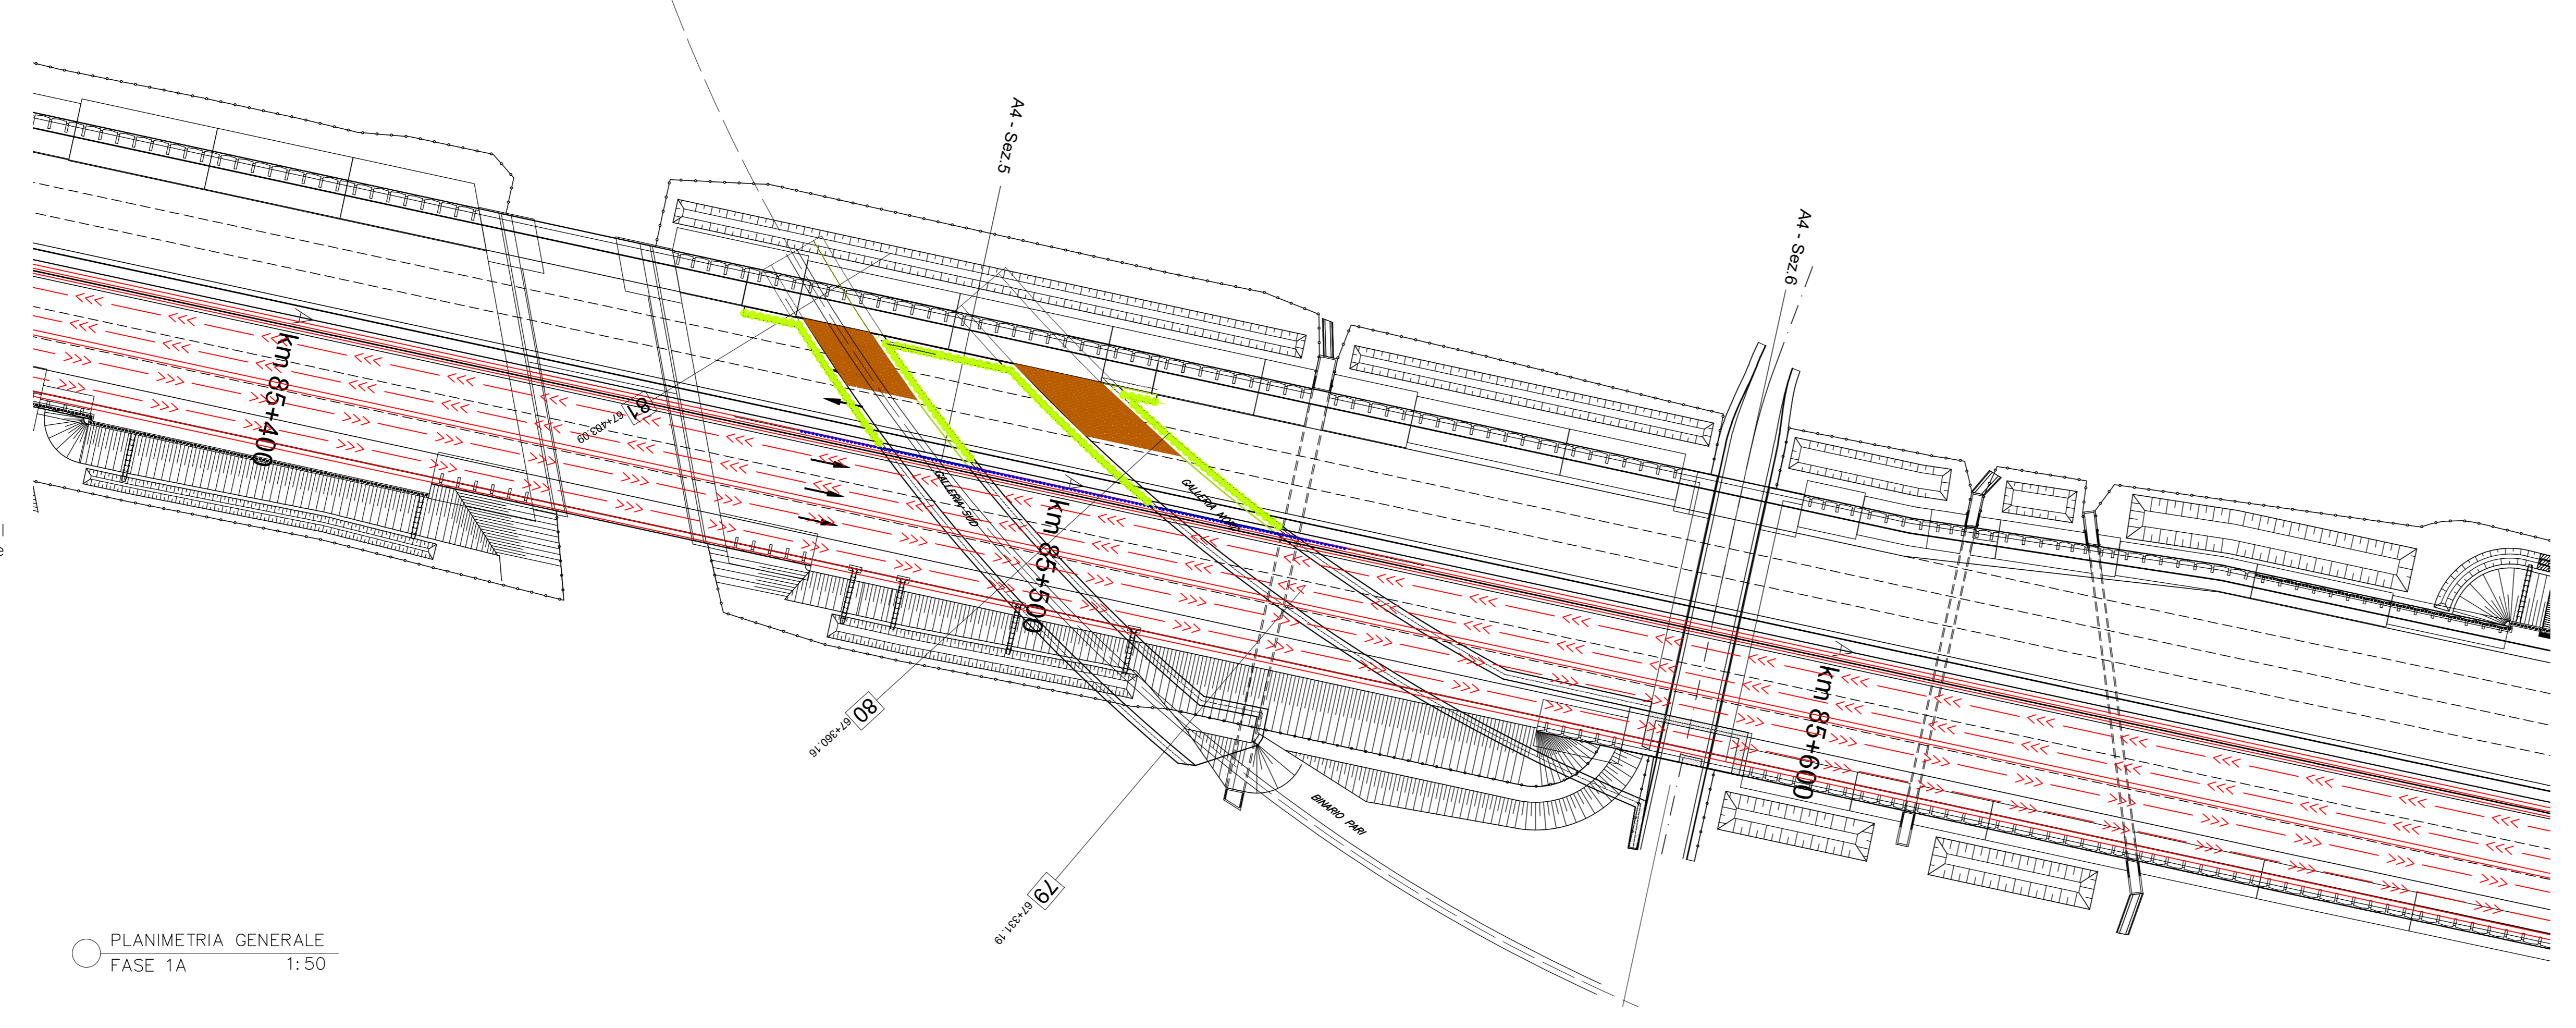 A4 - Sez.5
A4 - Sez.6
km 85+400
81
67+403.09
GALLERIA SUD
km 85+500
80
67+360.16
km 85+600
BINARIO PARI
79
67+331.19
e
PLANIMETRIA GENERALE
FASE 1A 1:50